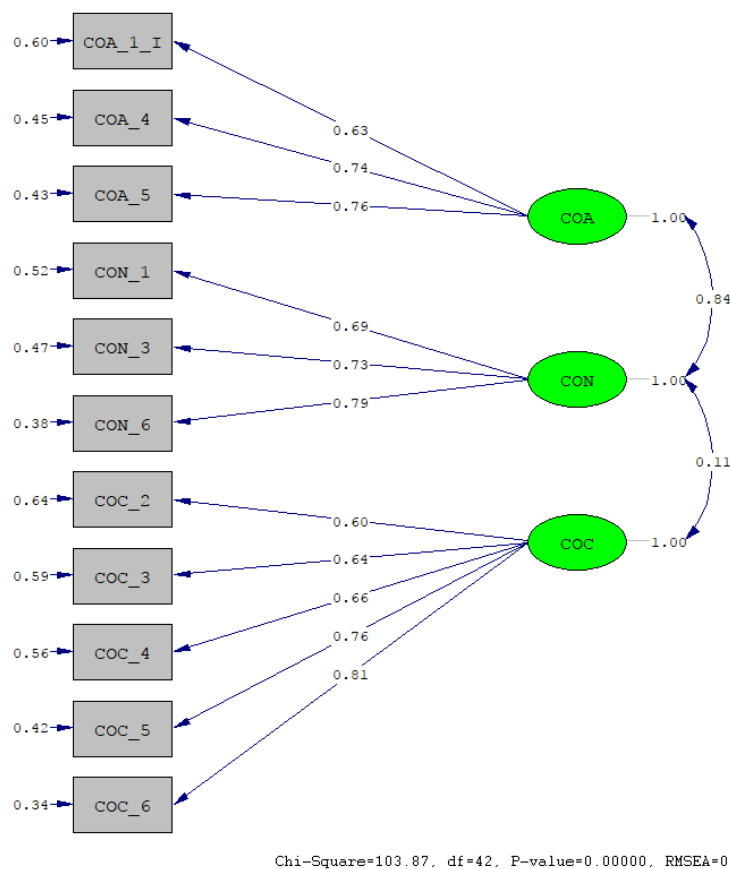 0.60 COA_1_I
0.63
0.45 COA_4
0.74
0.43 COA_5
0.76
COA 1.00
0.52 CON_1
0.84
0.69
0.47 CON_3
0.73
CON 1.00
0.79
0.38 CON_6
0.11
0.64 COC_2
0.60
COC 1.00
0.64
0.59 COC_3
0.66
0.56 COC_4
0.76
0.81
0.42 COC_5
0.34 COC_6
Chi-Square=103.87, df=42, P-value=0.00000, RMSEA=0